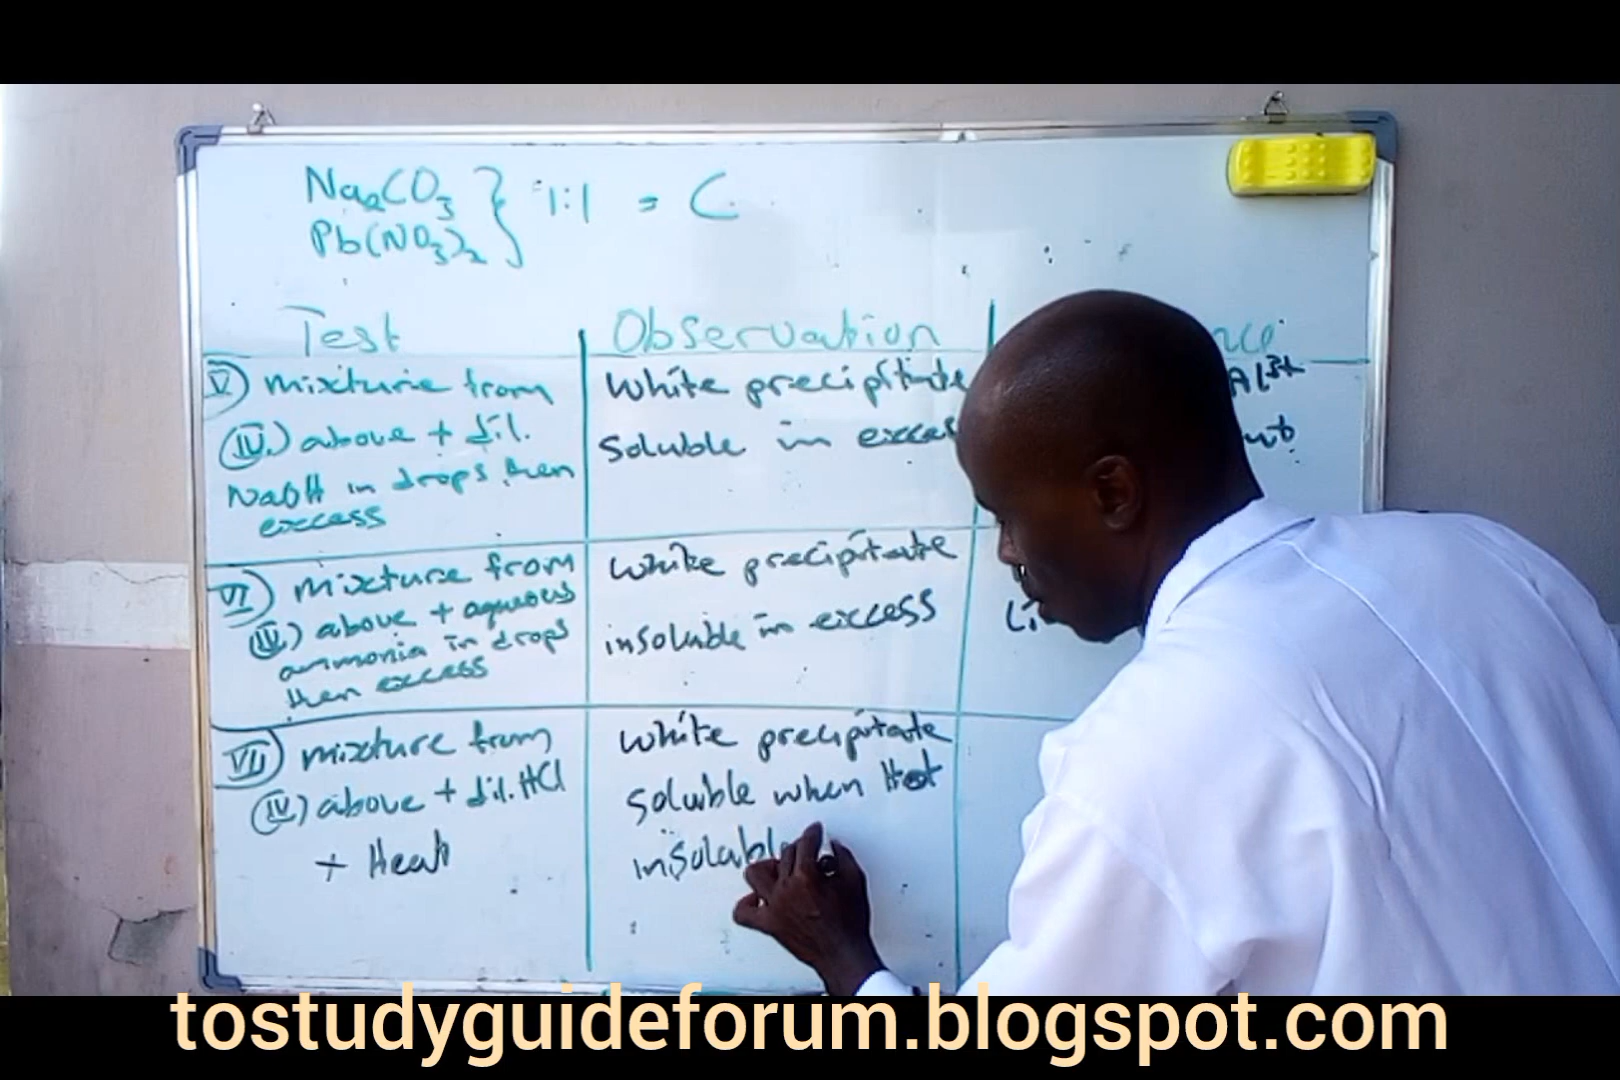 Na2CO3
Pb(NO3)2 } 1:1 = C
Test Observation
V) mixture from
(IV.) above + dil.
NaOH in drops then
excess
White precipitate
soluble in excess
Al3+
VI) mixture from
above + aqueous
ammonia in drops
then excess
White precipitate
insoluble in excess
VII) mixture from
(IV) above + dil. HCl
+ Heat
White precipitate
soluble when Hot
insoluble
tostudyguideforum.blogspot.com